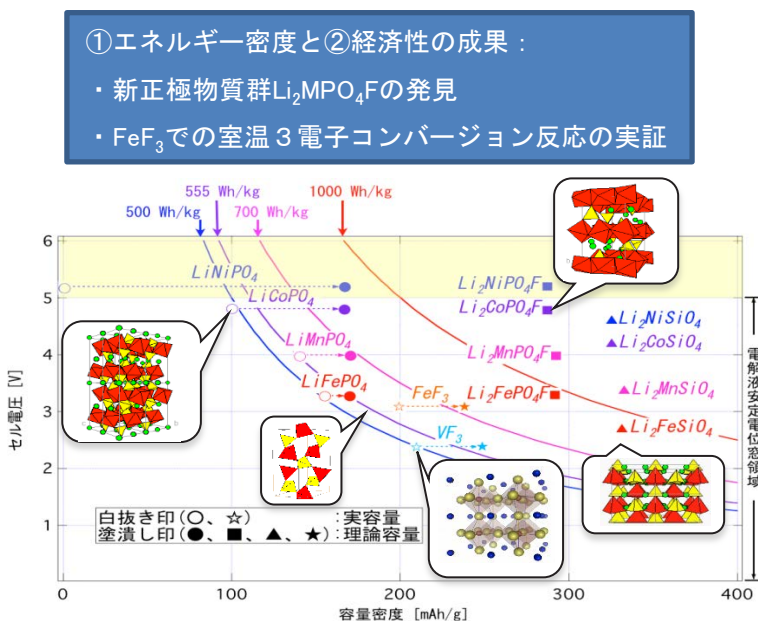 ①エネルギー密度と②経済性の成果：
・新正極物質群Li₂MPO₄Fの発見
・FeF₃での室温３電子コンバージョン反応の実証
555 Wh/kg
1000 Wh/kg
500 Wh/kg
700 Wh/kg
6
LiNiPO₄
Li₂NiPO₄F
5
LiCoPO₄
Li₂CoPO₄F
Li₂NiSiO₄
Li₂CoSiO₄
4
LiMnPO₄
Li₂MnPO₄F
LiFePO₄
FeF₃
Li₂FePO₄F
Li₂MnSiO₄
3
VF₃
Li₂FeSiO₄
2
1
白抜き印(○、☆) :実容量
塗潰し印(●、■、▲、★):理論容量
セル電圧 [V]
電解液安定電位窓領域
0 100 200 300 400
容量密度 [mAh/g]